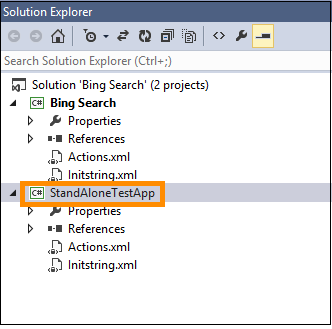 Solution Explorer
Search Solution Explorer (Ctrl+;)
Solution 'Bing Search' (2 projects)
C# Bing Search
Properties
References
Actions.xml
Initstring.xml
C# StandAloneTestApp
Properties
References
Actions.xml
Initstring.xml